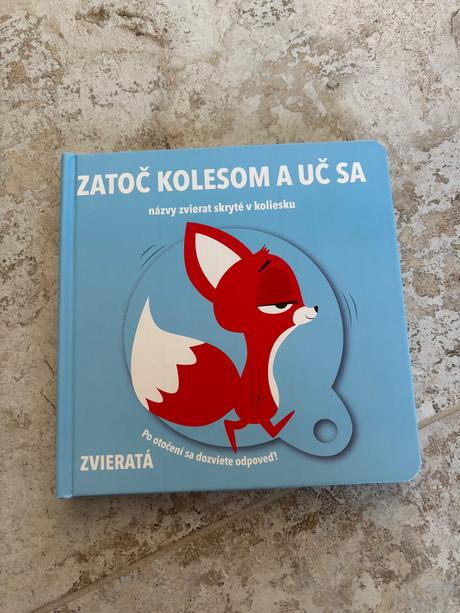 ZATOČ KOLESOM A UČ SA
názvy zvierat skryté v koliesku
Po otočení sa dozviete odpoveď!
ZVIERATÁ